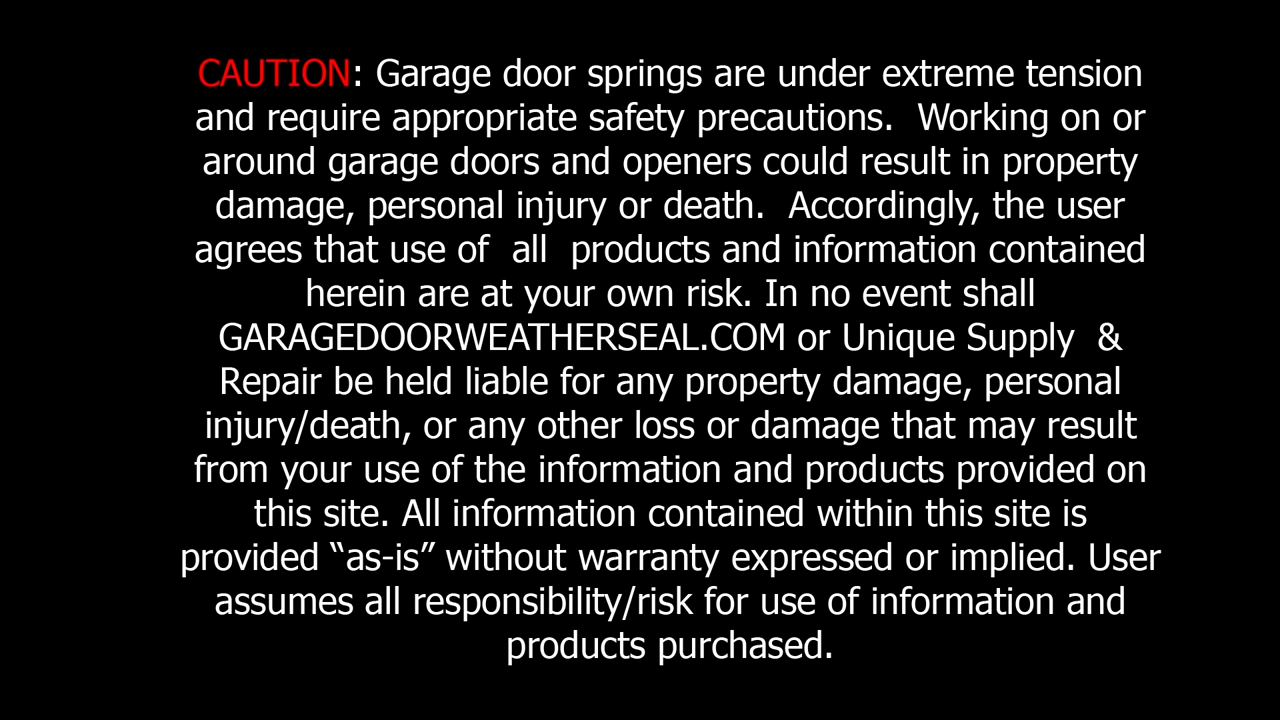 CAUTION: Garage door springs are under extreme tension
and require appropriate safety precautions.  Working on or
around garage doors and openers could result in property
damage, personal injury or death.  Accordingly, the user
agrees that use of  all  products and information contained
herein are at your own risk. In no event shall
GARAGEDOORWEATHERSEAL.COM or Unique Supply  &
Repair be held liable for any property damage, personal
injury/death, or any other loss or damage that may result
from your use of the information and products provided on
this site. All information contained within this site is
provided “as-is” without warranty expressed or implied. User
assumes all responsibility/risk for use of information and
products purchased.